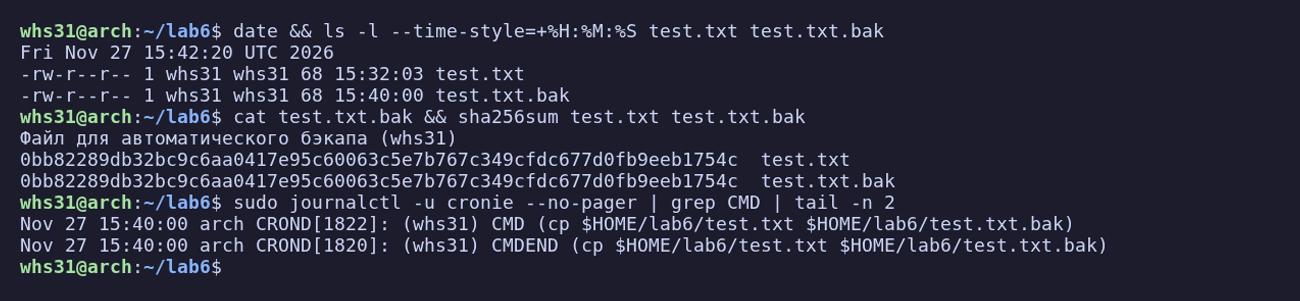 whs31@arch:~/lab6$ date && ls -l --time-style=+%H:%M:%S test.txt test.txt.bak
Fri Nov 27 15:42:20 UTC 2026
-rw-r--r-- 1 whs31 whs31 68 15:32:03 test.txt
-rw-r--r-- 1 whs31 whs31 68 15:40:00 test.txt.bak
whs31@arch:~/lab6$ cat test.txt.bak && sha256sum test.txt test.txt.bak
Файл для автоматического бэкапа (whs31)
0bb82289db32bc9c6aa0417e95c60063c5e7b767c349cfdc677d0fb9eeb1754c  test.txt
0bb82289db32bc9c6aa0417e95c60063c5e7b767c349cfdc677d0fb9eeb1754c  test.txt.bak
whs31@arch:~/lab6$ sudo journalctl -u cronie --no-pager | grep CMD | tail -n 2
Nov 27 15:40:00 arch CROND[1822]: (whs31) CMD (cp $HOME/lab6/test.txt $HOME/lab6/test.txt.bak)
Nov 27 15:40:00 arch CROND[1820]: (whs31) CMDEND (cp $HOME/lab6/test.txt $HOME/lab6/test.txt.bak)
whs31@arch:~/lab6$